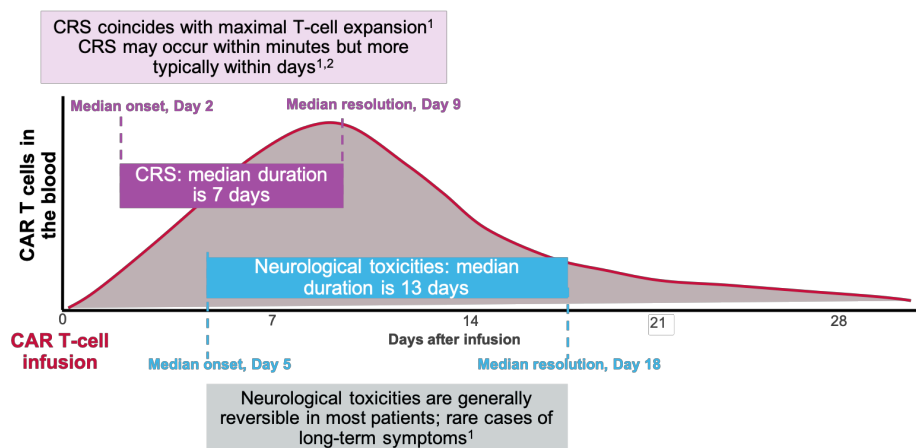 CRS coincides with maximal T-cell expansion¹
CRS may occur within minutes but more
typically within days¹,²
Median onset, Day 2
Median resolution, Day 9
CAR T cells in
the blood
CRS: median duration
is 7 days
Neurological toxicities: median
duration is 13 days
0
7
14
21
28
CAR T-cell
infusion
Days after infusion
Median onset, Day 5
Median resolution, Day 18
Neurological toxicities are generally
reversible in most patients; rare cases of
long-term symptoms¹